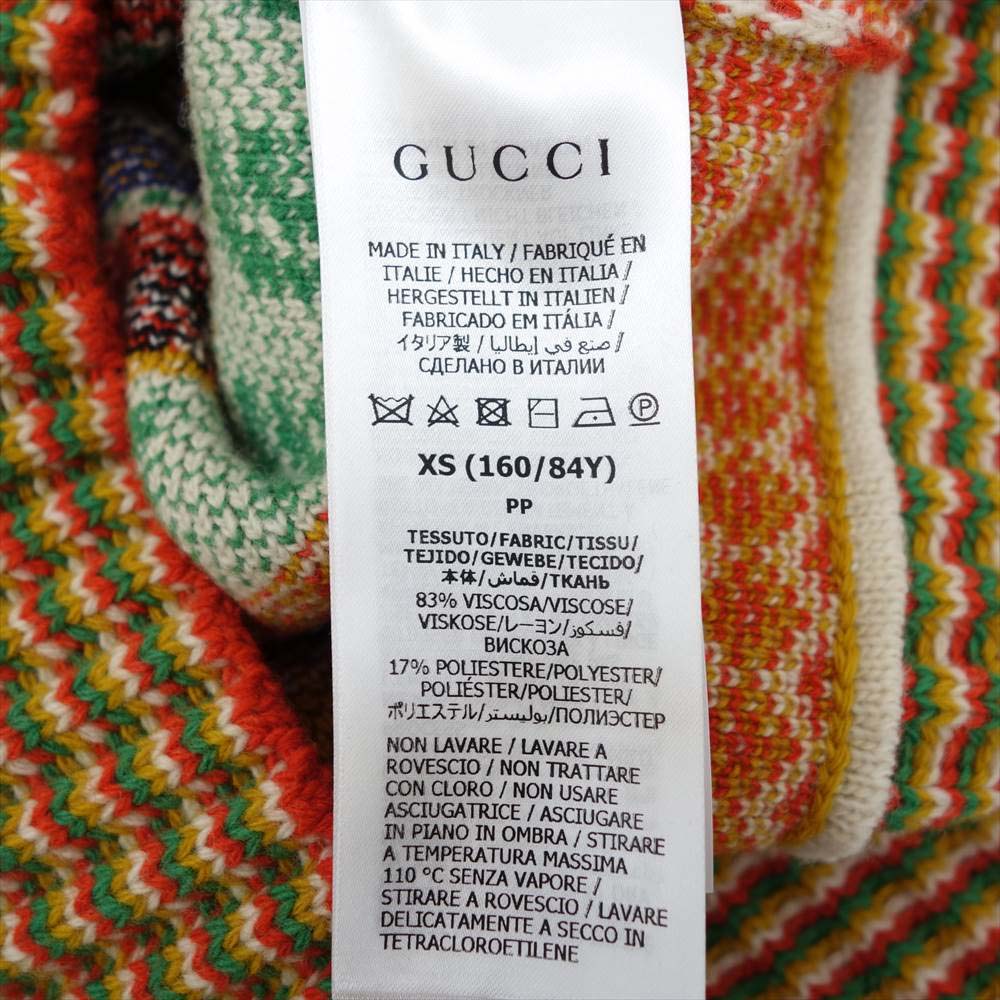 GUCCI
MADE IN ITALY / FABRIQUÉ EN
ITALIE / HECHO EN ITALIA /
HERGESTELLT IN ITALIEN /
FABRICADO EM ITÁLIA /
イタリア製 / صنع في إيطاليا /
СДЕЛАНО В ИТАЛИИ
P
XS (160/84Y)
PP
TESSUTO/FABRIC/TISSU/
TEJIDO/GEWEBE/TECIDO/
本体/قماش/ТКАНЬ
83% VISCOSA/VISCOSE/
VISKOSE/レーヨン/فسكوز/
ВИСКОЗА
17% POLIESTERE/POLYESTER/
POLIÉSTER/POLIESTER/
ポリエステル/بوليستر/ПОЛИЭСТЕР
NON LAVARE / LAVARE A
ROVESCIO / NON TRATTARE
CON CLORO / NON USARE
ASCIUGATRICE / ASCIUGARE
IN PIANO IN OMBRA / STIRARE
A TEMPERATURA MASSIMA
110 °C SENZA VAPORE /
STIRARE A ROVESCIO / LAVARE
DELICATAMENTE A SECCO IN
TETRACLOROETILENE